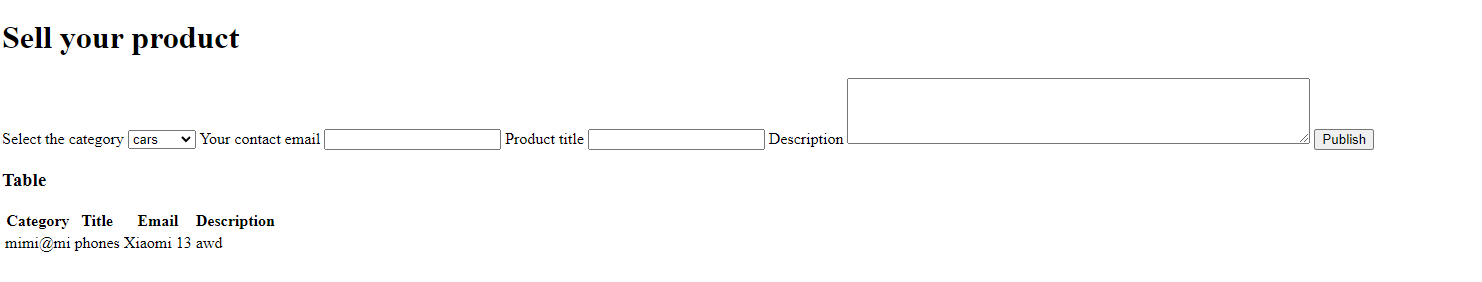 Sell your product
Select the category cars Your contact email Product title Description Publish
Table
Category Title Email Description
mimi@mi phones Xiaomi 13 awd